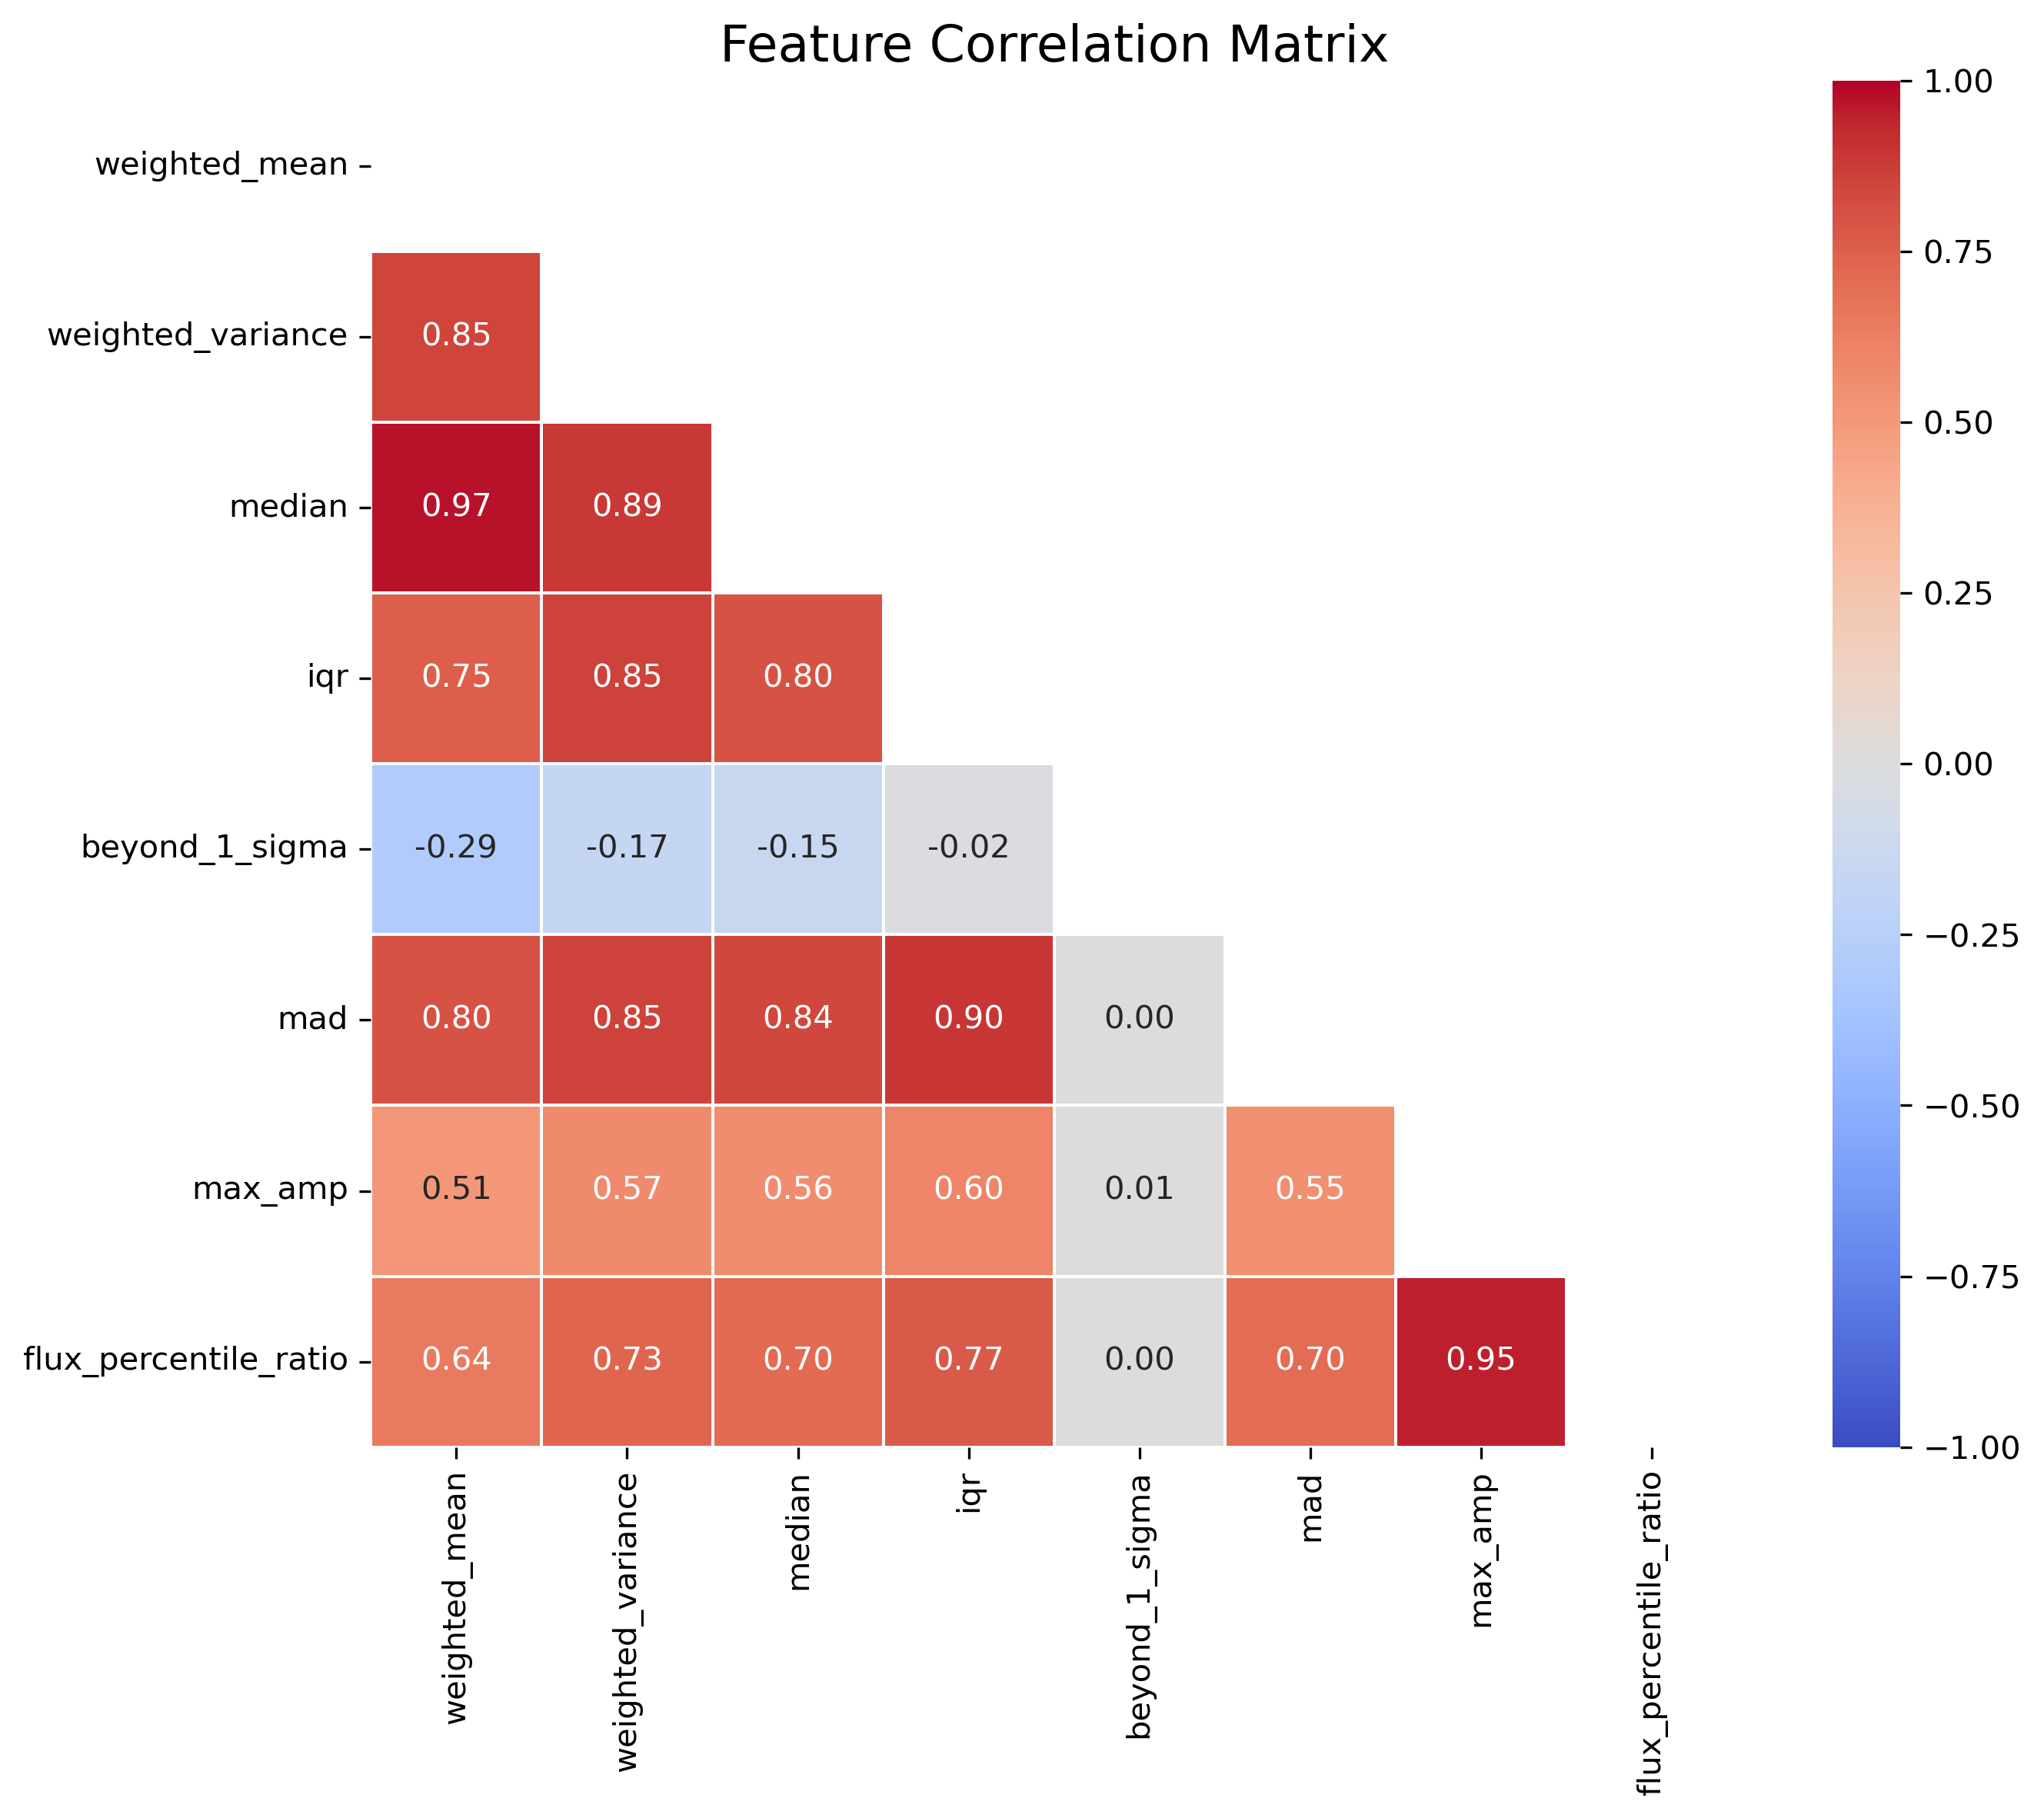 Feature Correlation Matrix
weighted_mean
weighted_variance 0.85
median 0.97 0.89
iqr 0.75 0.85 0.80
beyond_1_sigma -0.29 -0.17 -0.15 -0.02
mad 0.80 0.85 0.84 0.90 0.00
max_amp 0.51 0.57 0.56 0.60 0.01 0.55
flux_percentile_ratio 0.64 0.73 0.70 0.77 0.00 0.70 0.95
weighted_mean
weighted_variance
median
iqr
beyond_1_sigma
mad
max_amp
flux_percentile_ratio
1.00
0.75
0.50
0.25
0.00
−0.25
−0.50
−0.75
−1.00